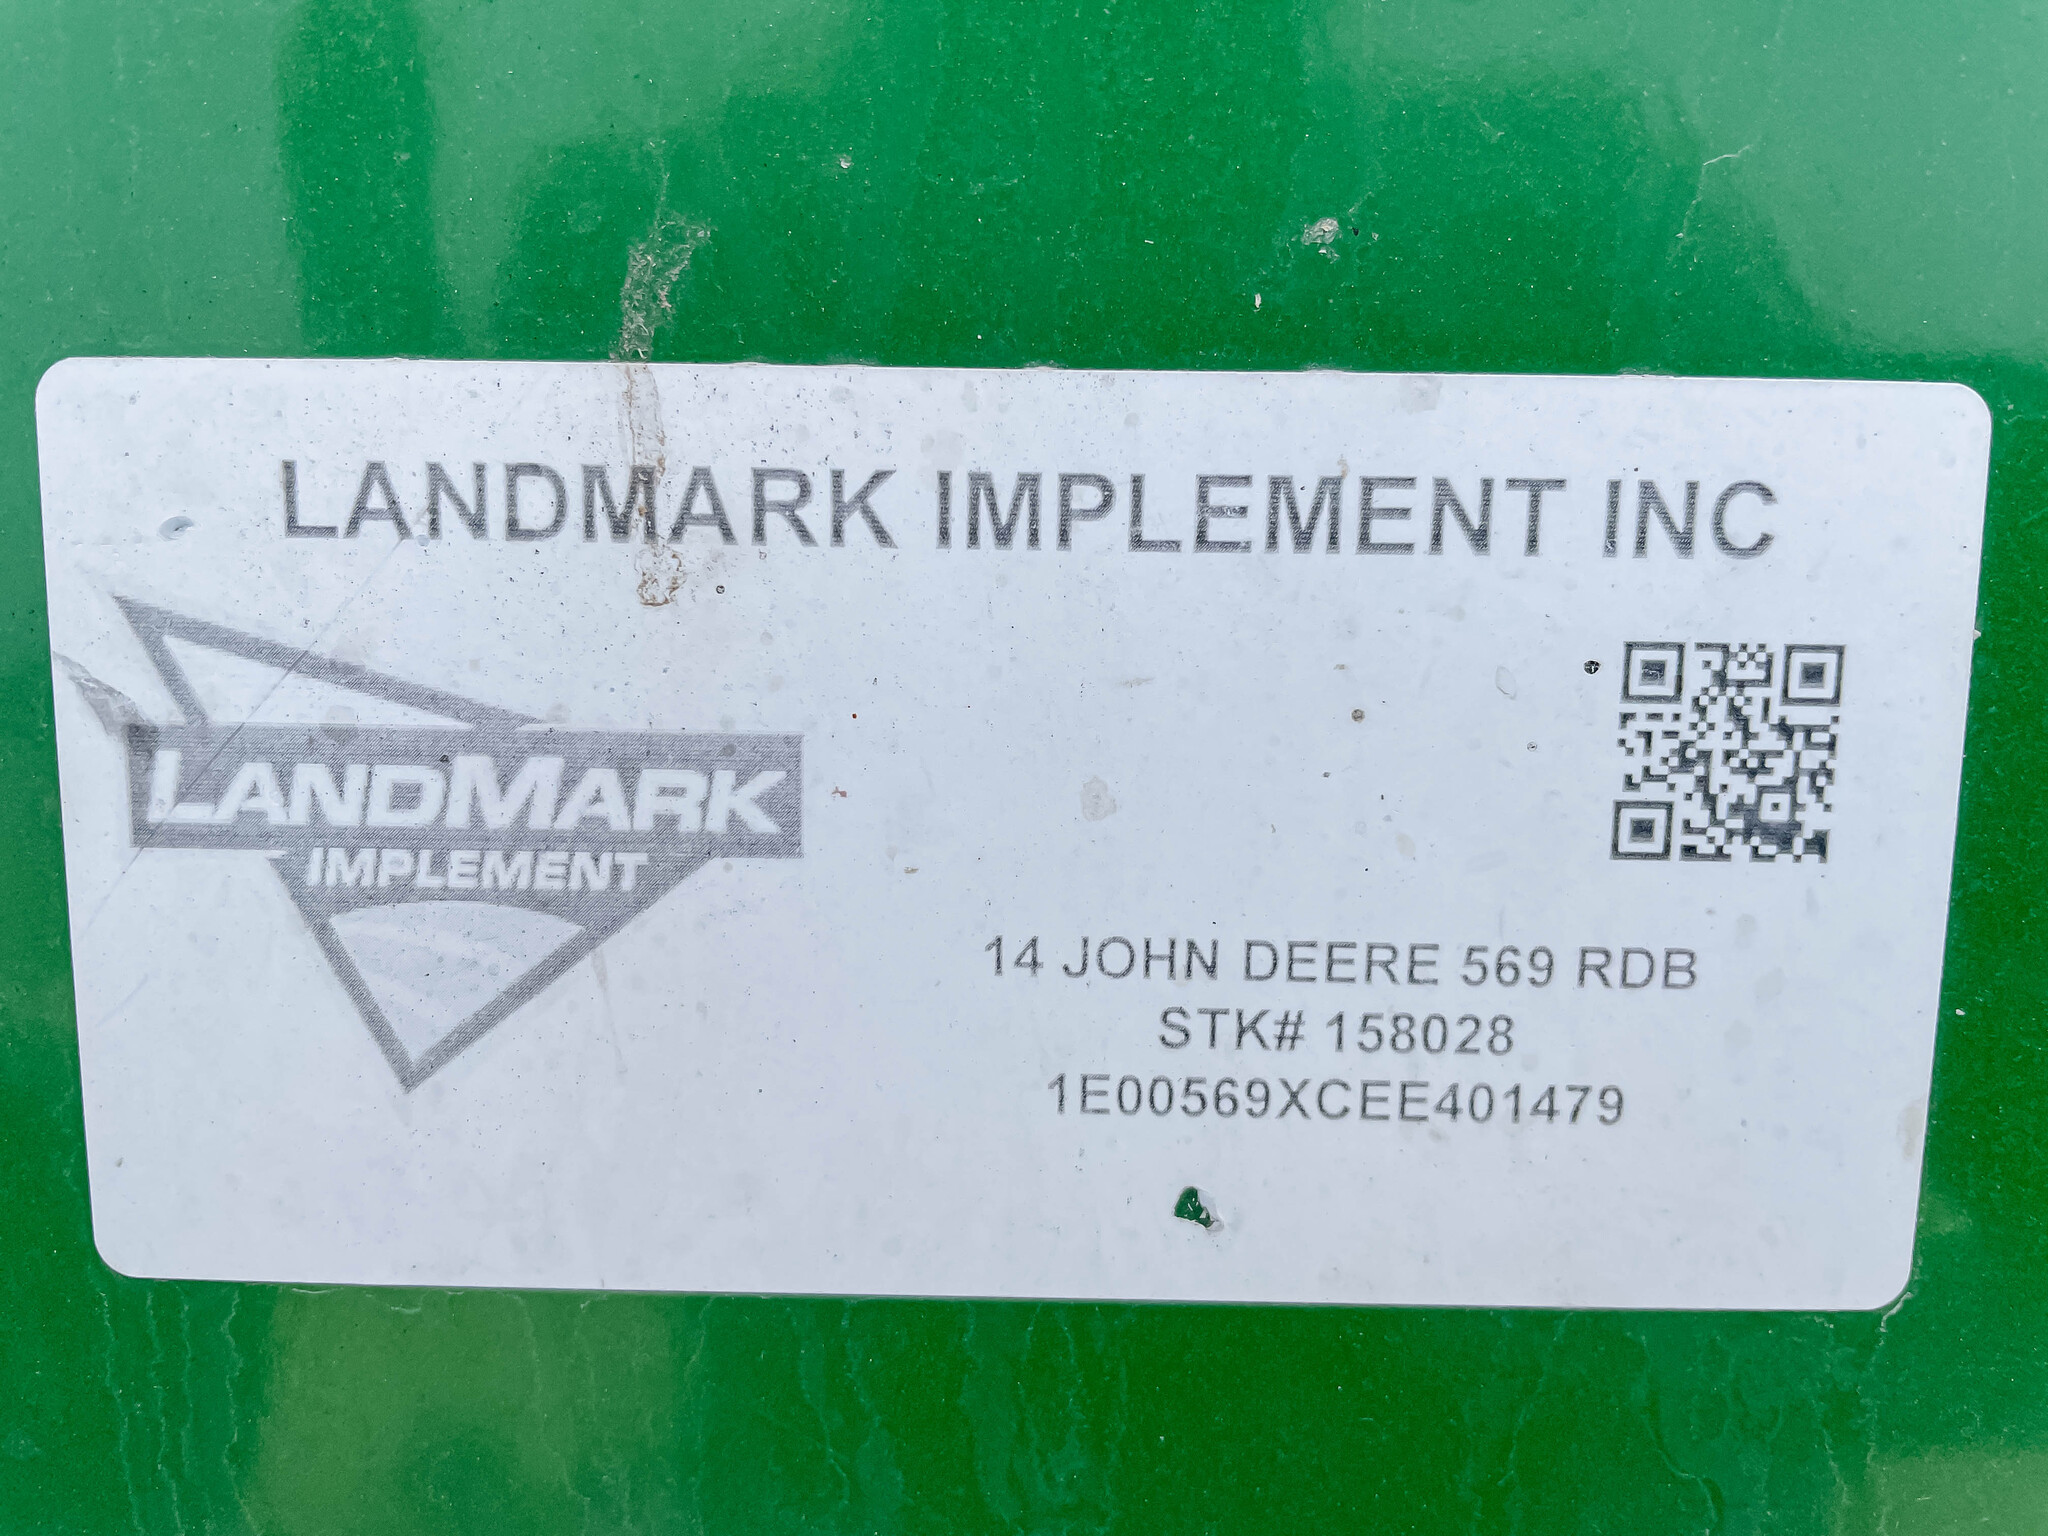 LANDMARK IMPLEMENT INC
LANDMARK
IMPLEMENT
14 JOHN DEERE 569 RDB
STK# 158028
1E00569XCEE401479